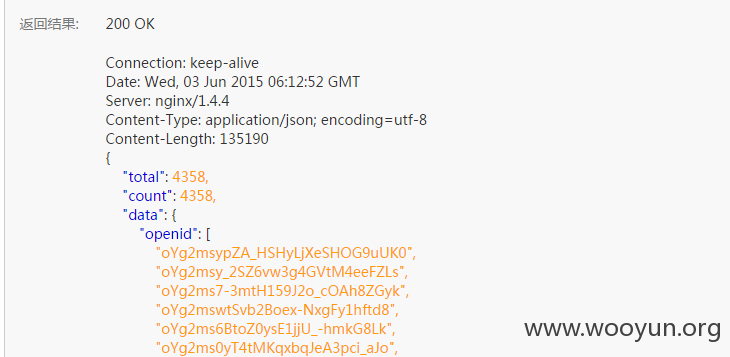 返回结果: 200 OK
Connection: keep-alive
Date: Wed, 03 Jun 2015 06:12:52 GMT
Server: nginx/1.4.4
Content-Type: application/json; encoding=utf-8
Content-Length: 135190
{
"total": 4358,
"count": 4358,
"data": {
"openid": [
"oYg2msypZA_HSHyLjXeSHOG9uUK0",
"oYg2msy_2SZ6vw3g4GVtM4eeFZLs",
"oYg2ms7-3mtH159J2o_cOAh8ZGyk",
"oYg2mswtSvb2Boex-NxgFy1hftd8",
"oYg2ms6BtoZ0ysE1jjU_-hmkG8Lk",
"oYg2ms0yT4tMKqxbqJeA3pci_aJo",
www.wooyun.org